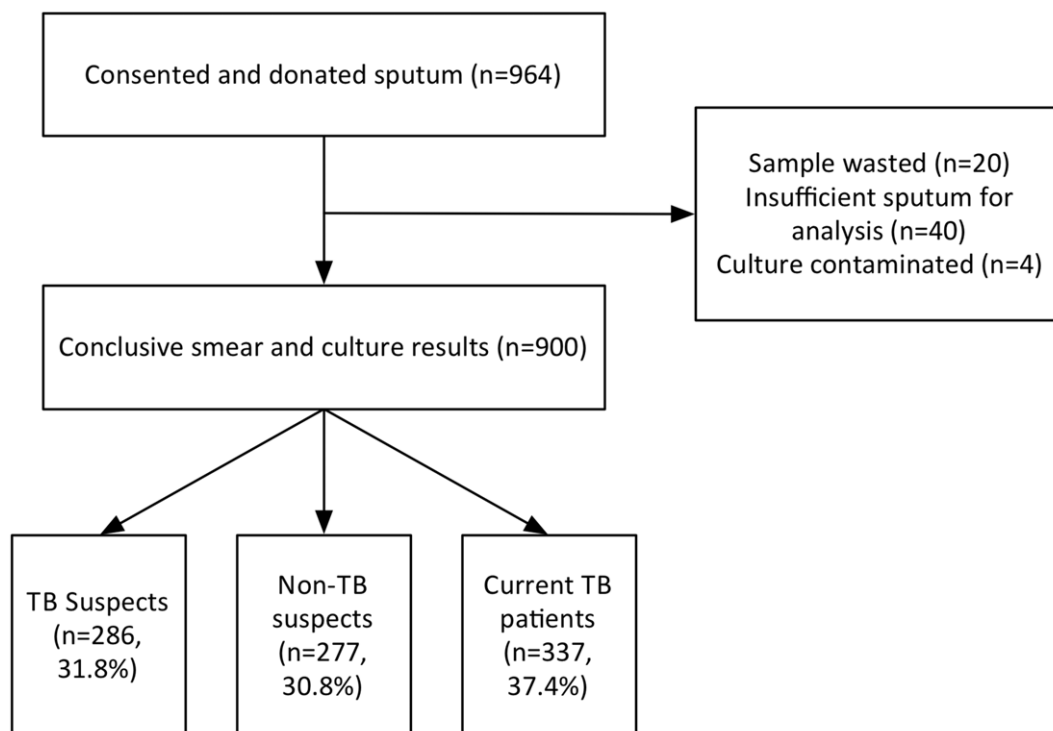 Consented and donated sputum (n=964)
Sample wasted (n=20)
Insufficient sputum for
analysis (n=40)
Culture contaminated (n=4)
Conclusive smear and culture results (n=900)
TB Suspects
(n=286,
31.8%)
Non-TB
suspects
(n=277,
30.8%)
Current TB
patients
(n=337,
37.4%)